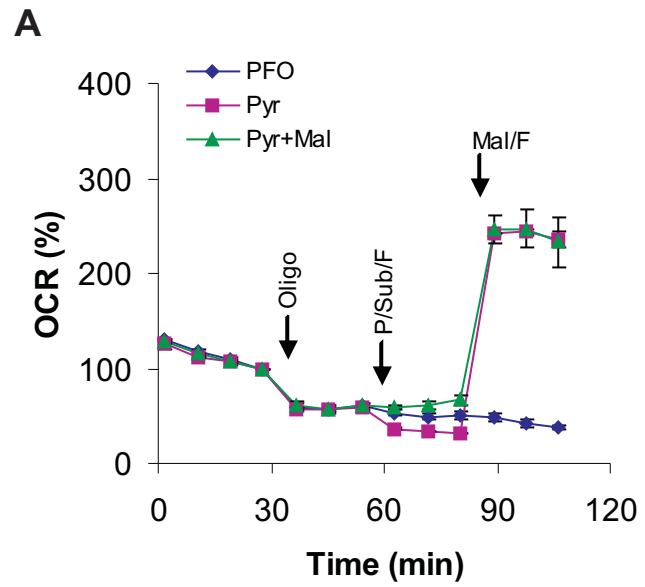 A
PFO
Pyr
Pyr+Mal
Oligo
P/Sub/F
Mal/F
OCR (%)
400
300
200
100
0
0 30 60 90 120
Time (min)